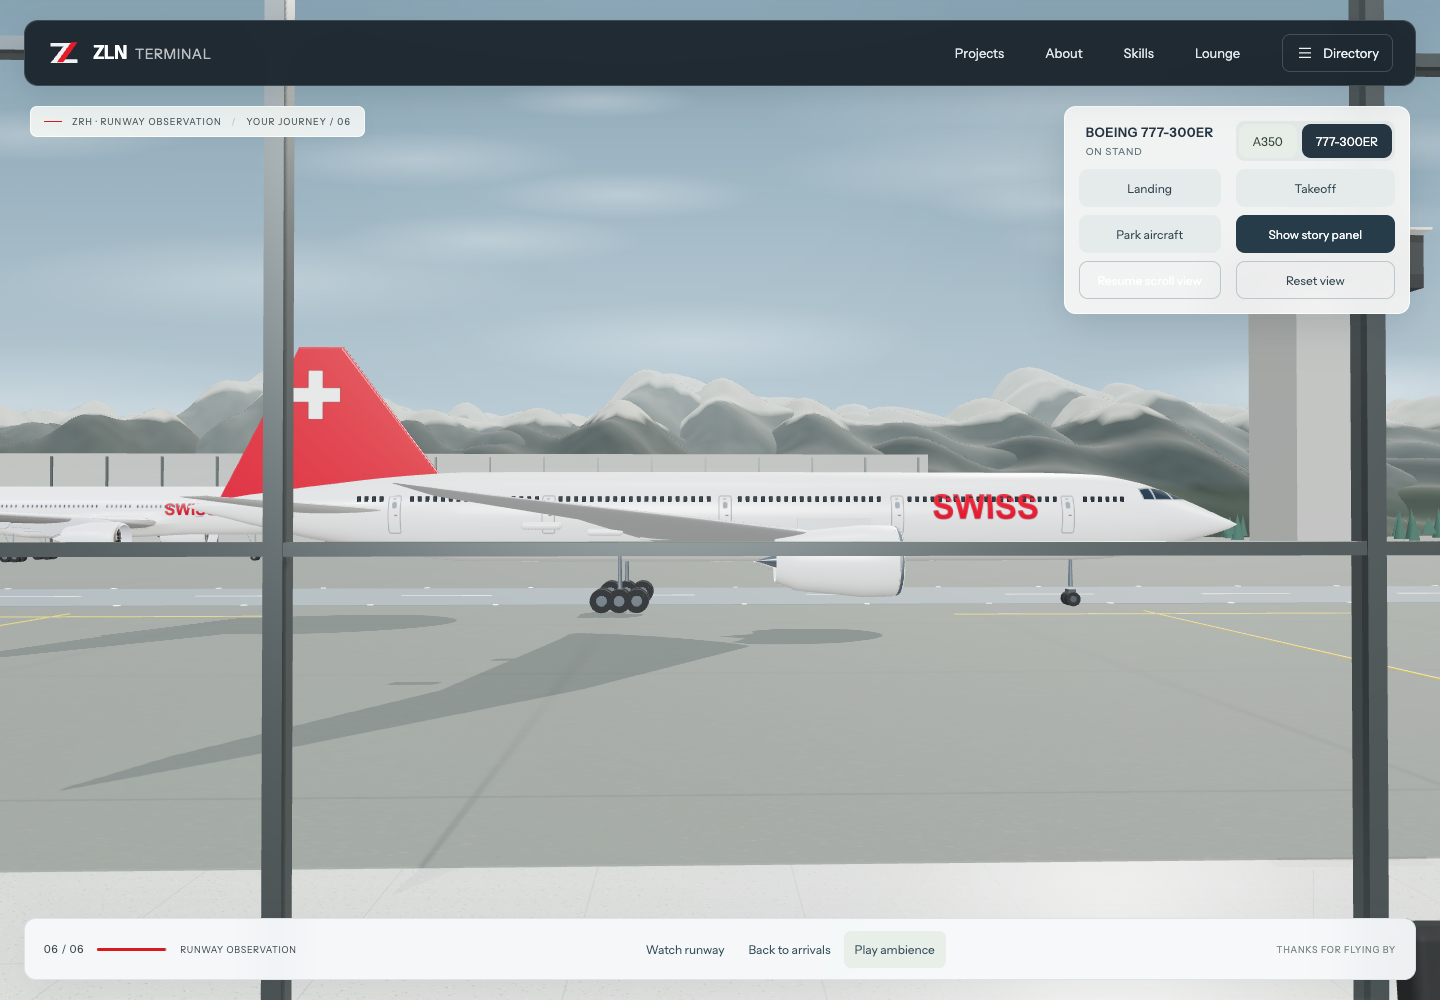 ZLN TERMINAL
Projects
About
Skills
Lounge
Directory
ZRH · RUNWAY OBSERVATION / YOUR JOURNEY / 06
BOEING 777-300ER
ON STAND
A350
777-300ER
Landing
Takeoff
Park aircraft
Show story panel
Resume scroll view
Reset view
SWISS
SWISS
06 / 06
RUNWAY OBSERVATION
Watch runway
Back to arrivals
Play ambience
THANKS FOR FLYING BY